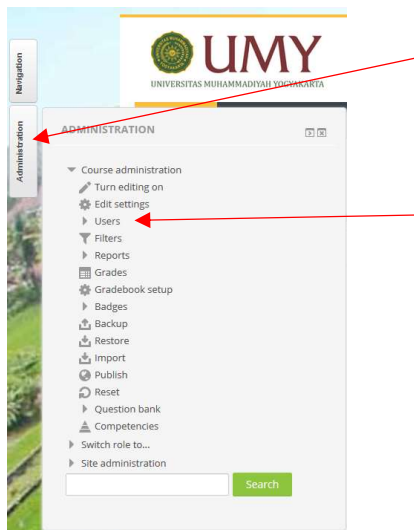 UMY
UNIVERSITAS MUHAMMADIYAH YOGYAKARTA
Navigation
Administration
ADMINISTRATION
Course administration
Turn editing on
Edit settings
Users
Filters
Reports
Grades
Gradebook setup
Badges
Backup
Restore
Import
Publish
Reset
Question bank
Competencies
Switch role to...
Site administration
Search